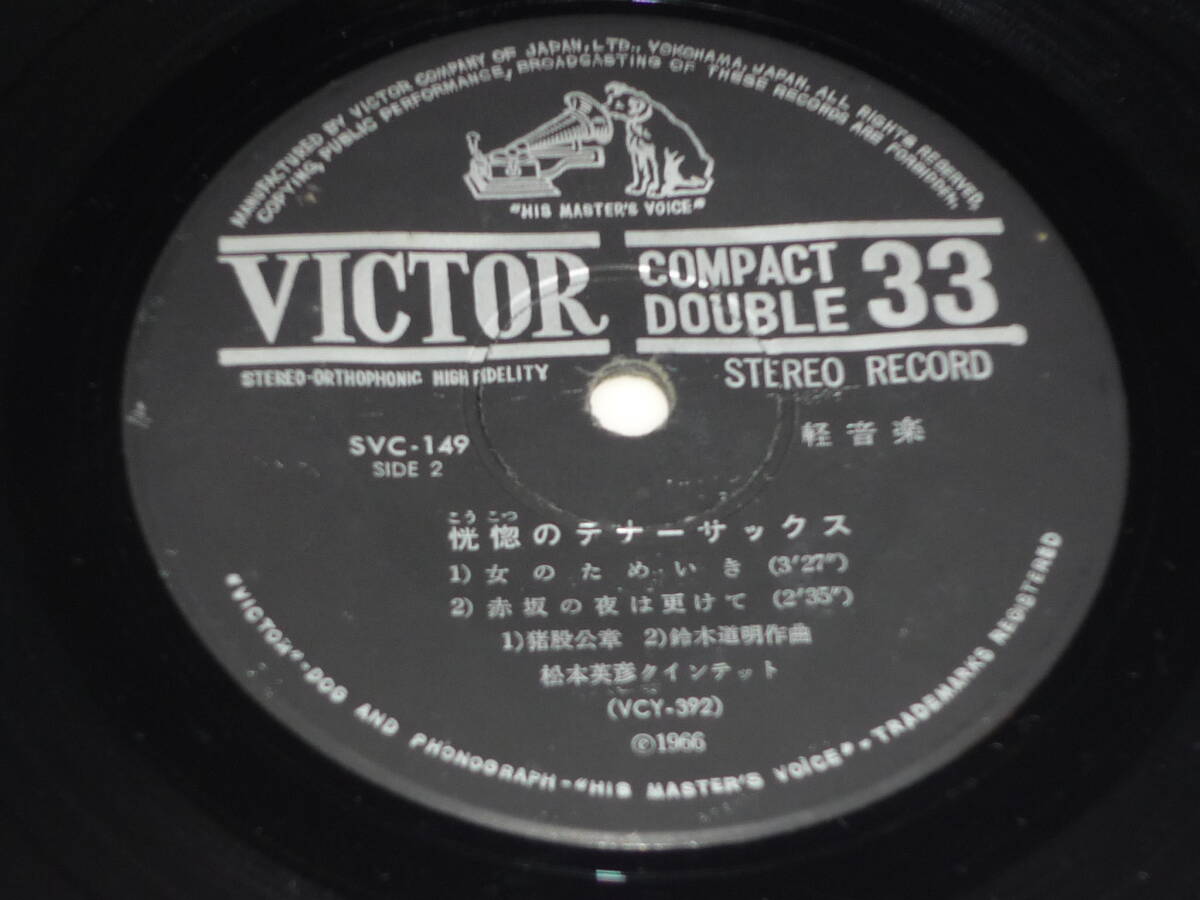 MANUFACTURED BY VICTOR COMPANY OF JAPAN, LTD., YOKOHAMA, JAPAN. ALL RIGHTS RESERVED.
COPYING, PUBLIC PERFORMANCE, BROADCASTING OF THESE RECORDS ARE FORBIDDEN.
"HIS MASTER'S VOICE"
VICTOR
COMPACT
DOUBLE 33
STEREO-ORTHOPHONIC HIGH FIDELITY
STEREO RECORD
SVC-149
SIDE 2
軽音楽
こうこつ
恍惚のテナーサックス
1) 女のためいき (3'27")
2) 赤坂の夜は更けて (2'35")
1)猪股公章 2)鈴木道明作曲
松本英彦クインテット
(VCY-392)
©1966
"VICTOR"-DOG AND PHONOGRAPH-"HIS MASTER'S VOICE"-TRADEMARKS REGISTERED